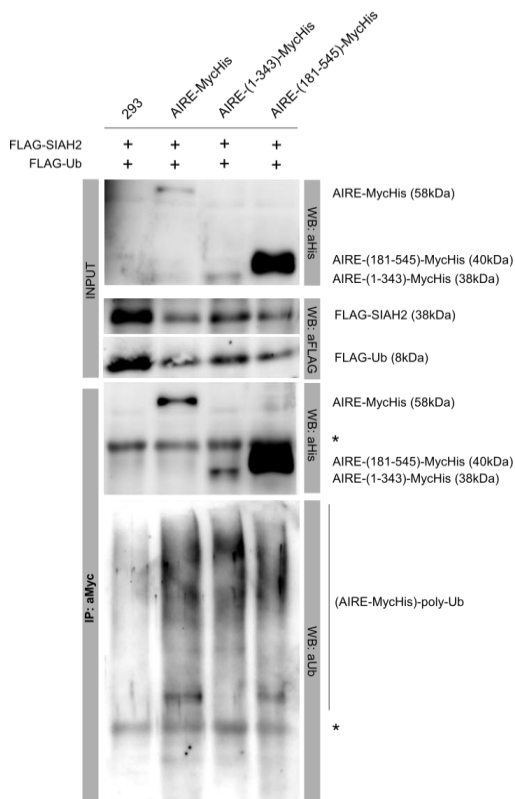 293
AIRE-MycHis
AIRE-(1-343)-MycHis
AIRE-(181-545)-MycHis
FLAG-SIAH2 + + + +
FLAG-Ub + + + +
INPUT
WB: aHis
AIRE-MycHis (58kDa)
AIRE-(181-545)-MycHis (40kDa)
AIRE-(1-343)-MycHis (38kDa)
WB: aFLAG
FLAG-SIAH2 (38kDa)
FLAG-Ub (8kDa)
IP: aMyc
WB: aHis
AIRE-MycHis (58kDa)
*
AIRE-(181-545)-MycHis (40kDa)
AIRE-(1-343)-MycHis (38kDa)
WB: aUb
(AIRE-MycHis)-poly-Ub
*